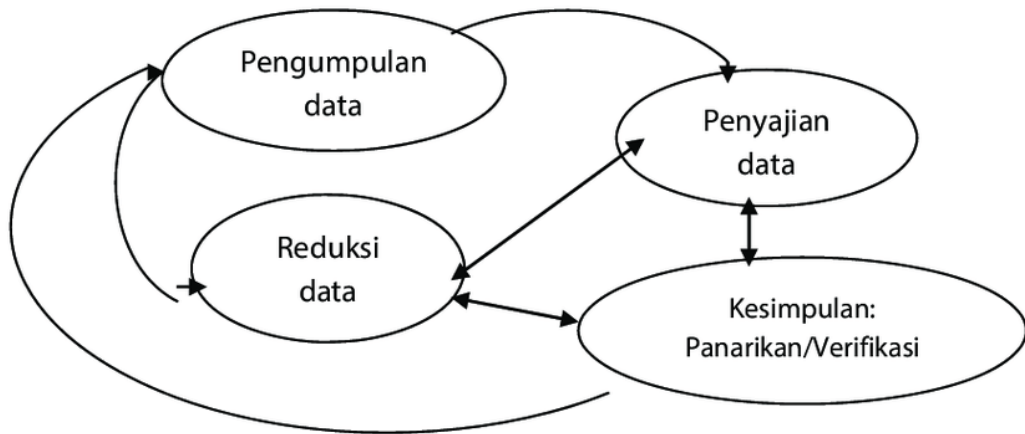 Pengumpulan
data
Penyajian
data
Reduksi
data
Kesimpulan:
Panarikan/Verifikasi